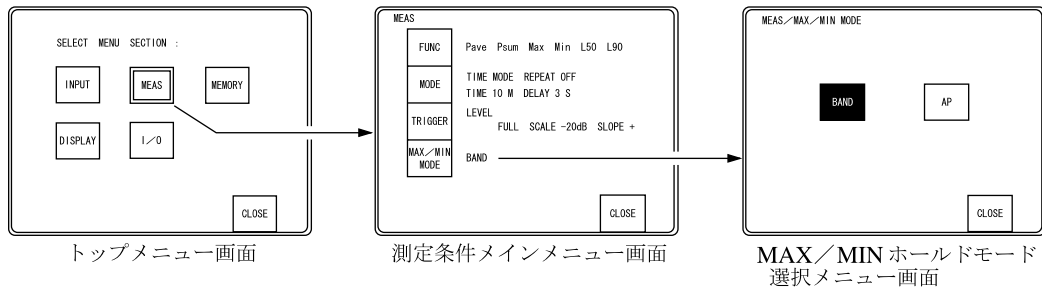 SELECT MENU SECTION :
INPUT
MEAS
MEMORY
DISPLAY
I／O
CLOSE
トップメニュー画面
MEAS
FUNC
Pave Psum Max Min L50 L90
MODE
TIME MODE REPEAT OFF
TIME 10 M DELAY 3 S
TRIGGER
LEVEL
FULL SCALE -20dB SLOPE +
MAX／MIN
MODE
BAND
CLOSE
測定条件メインメニュー画面
MEAS／MAX／MIN MODE
BAND
AP
CLOSE
MAX／MIN ホールドモード
選択メニュー画面